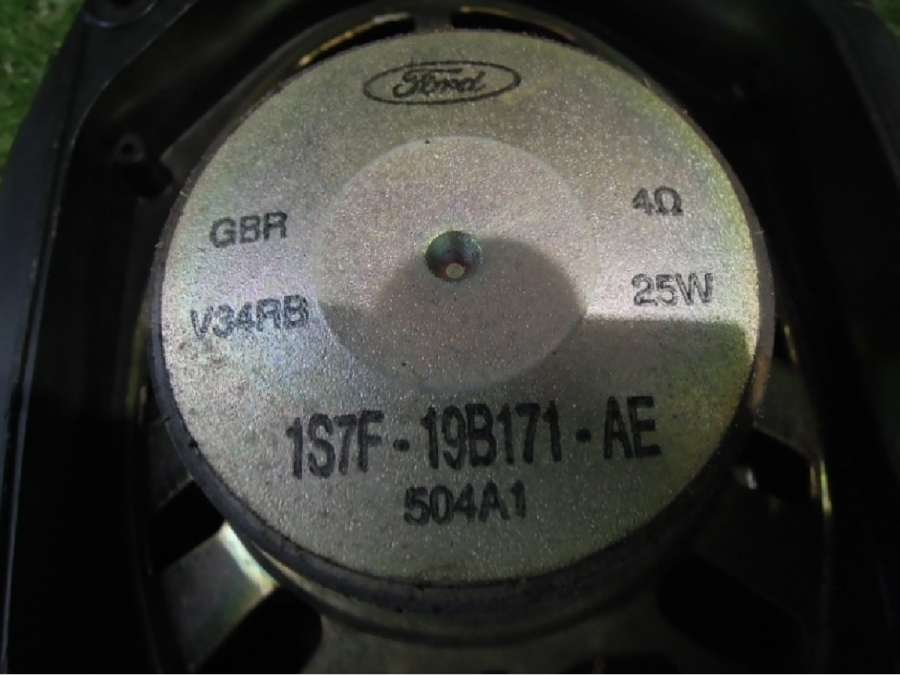 Ford
GBR
4Ω
V34RB
25W
1S7F-19B171-AE
504A1